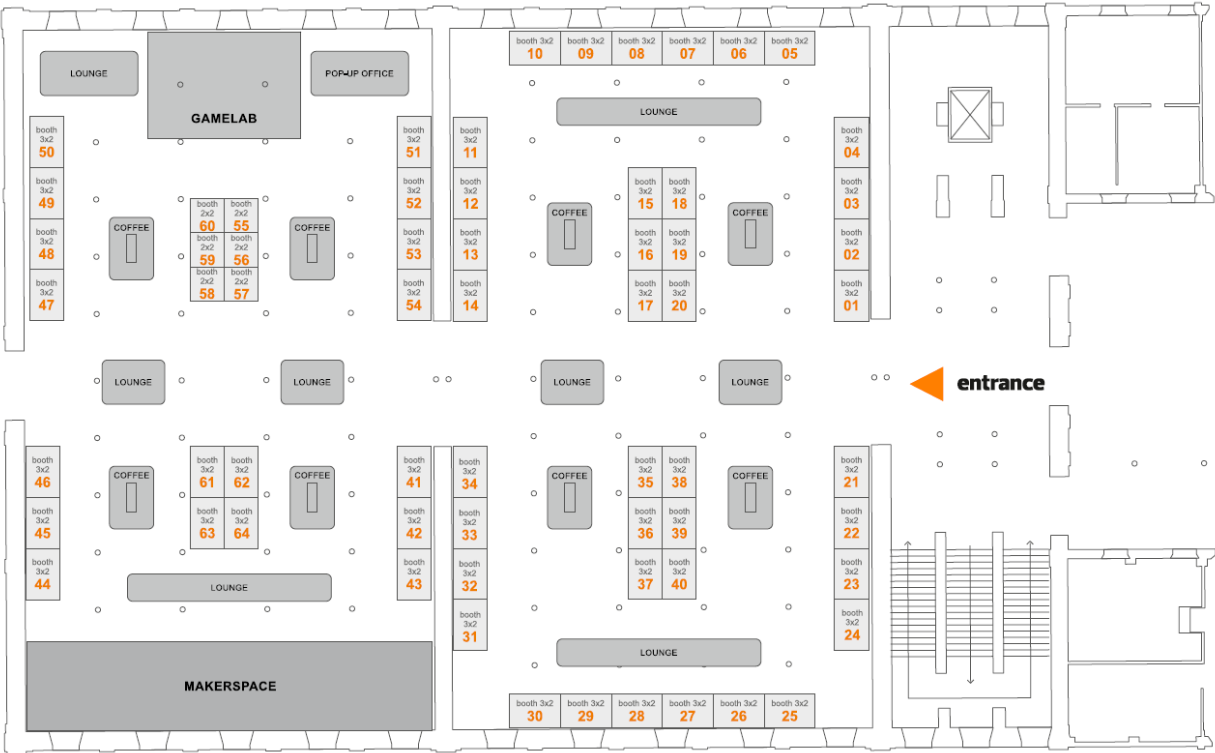 booth 3x2
10
booth 3x2
09
booth 3x2
08
booth 3x2
07
booth 3x2
06
booth 3x2
05
LOUNGE
POP-UP OFFICE
GAMELAB
LOUNGE
booth
3x2
50
booth
3x2
49
booth
3x2
48
booth
3x2
47
COFFEE
booth
2x2
60
booth
2x2
55
booth
2x2
59
booth
2x2
56
booth
2x2
58
booth
2x2
57
COFFEE
booth
3x2
51
booth
3x2
52
booth
3x2
53
booth
3x2
54
booth
3x2
11
booth
3x2
12
booth
3x2
13
booth
3x2
14
COFFEE
booth
3x2
15
booth
3x2
18
booth
3x2
16
booth
3x2
19
booth
3x2
17
booth
3x2
20
COFFEE
booth
3x2
04
booth
3x2
03
booth
3x2
02
booth
3x2
01
LOUNGE
LOUNGE
LOUNGE
LOUNGE
entrance
booth
3x2
46
booth
3x2
45
booth
3x2
44
COFFEE
booth
3x2
61
booth
3x2
62
booth
3x2
63
booth
3x2
64
COFFEE
booth
3x2
41
booth
3x2
42
booth
3x2
43
LOUNGE
MAKERSPACE
booth
3x2
34
booth
3x2
33
booth
3x2
32
booth
3x2
31
COFFEE
booth
3x2
35
booth
3x2
38
booth
3x2
36
booth
3x2
39
booth
3x2
37
booth
3x2
40
COFFEE
booth
3x2
21
booth
3x2
22
booth
3x2
23
booth
3x2
24
LOUNGE
booth 3x2
30
booth 3x2
29
booth 3x2
28
booth 3x2
27
booth 3x2
26
booth 3x2
25